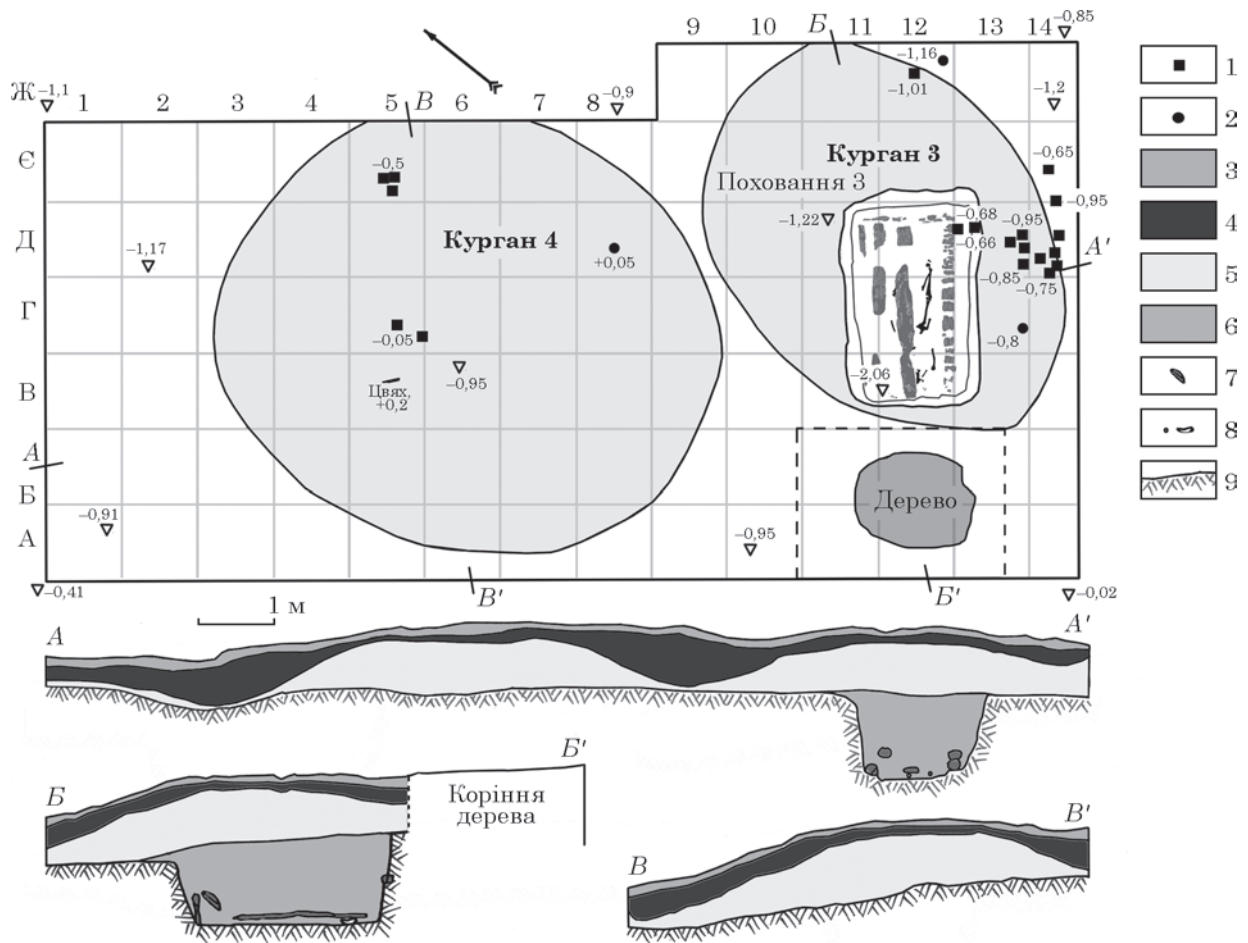 9 10 Б 11 12 13 14 −0,85
−1,16
−1,01
Ж −1,1 1 2 3 4 5 В 6 7 8 −0,9
−1,2
Є
−0,5
Курган 3
−0,65
Поховання 3
−0,95
Д
−1,17
Курган 4
+0,05
−1,22
−0,68
−0,95
−0,66
А′
−0,85
−0,75
Г
−0,05
−0,8
В
Цвях,
+0,2
−0,95
−2,06
А
Б
Дерево
−0,91
А
−0,95
−0,41
В′
Б′
−0,02
1 м
1
2
3
4
5
6
7
8
9
А А′
Б Б′
Коріння
дерева
В В′